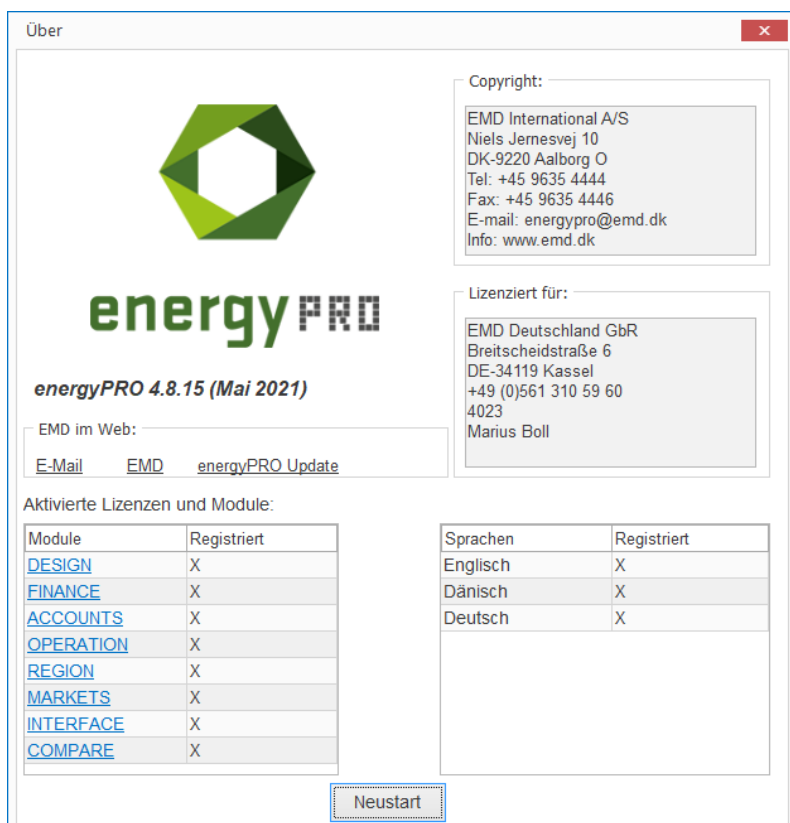 Über
energyPRO
energyPRO 4.8.15 (Mai 2021)
EMD im Web:
E-Mail EMD energyPRO Update
Copyright:
EMD International A/S
Niels Jernesvej 10
DK-9220 Aalborg O
Tel: +45 9635 4444
Fax: +45 9635 4446
E-mail: energypro@emd.dk
Info: www.emd.dk
Lizenziert für:
EMD Deutschland GbR
Breitscheidstraße 6
DE-34119 Kassel
+49 (0)561 310 59 60
4023
Marius Boll
Aktivierte Lizenzen und Module:
Module Registriert
DESIGN X
FINANCE X
ACCOUNTS X
OPERATION X
REGION X
MARKETS X
INTERFACE X
COMPARE X
Sprachen Registriert
Englisch X
Dänisch X
Deutsch X
Neustart